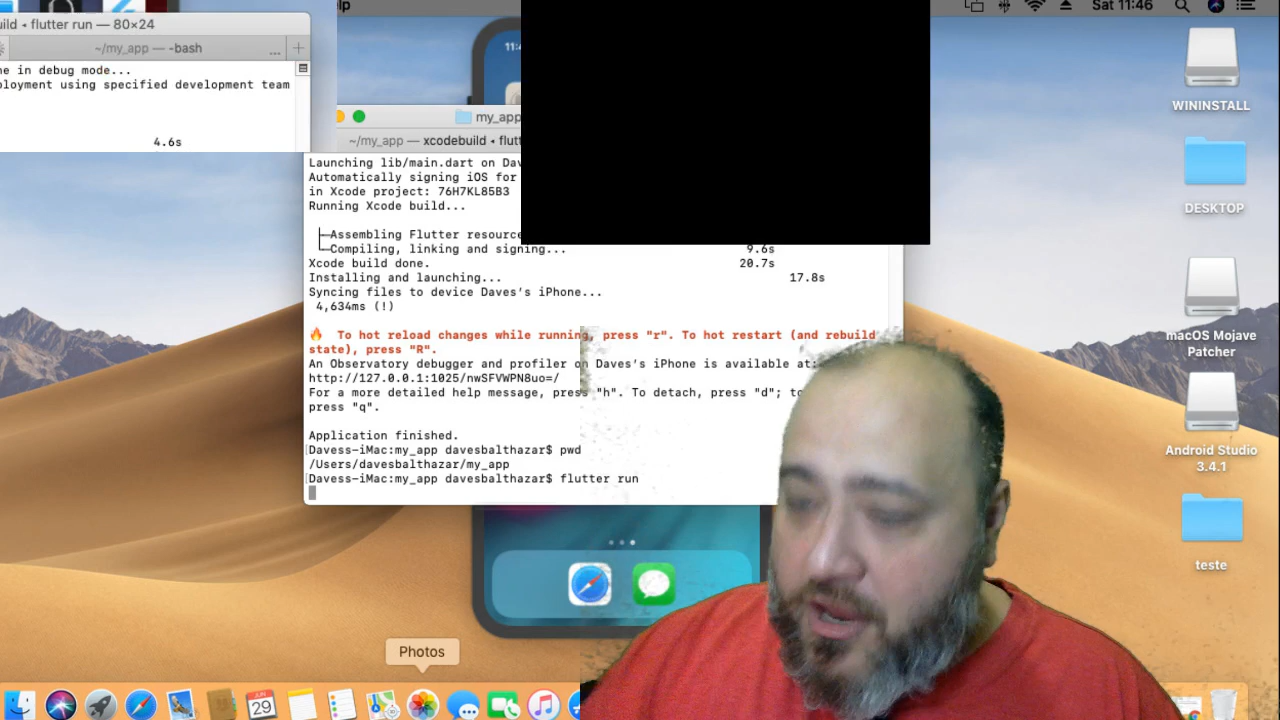 elp
Sat 11:46
uild ◂ flutter run — 80×24
~/my_app — -bash
...
ne in debug mode...
ployment using specified development team
4.6s
11:4
my_app
~/my_app — xcodebuild ◂ flut
Launching lib/main.dart on Dav
Automatically signing iOS for
in Xcode project: 76H7KL85B3
Running Xcode build...
├─Assembling Flutter resourc
└─Compiling, linking and signing... 9.6s
Xcode build done. 20.7s
Installing and launching... 17.8s
Syncing files to device Daves’s iPhone...
4,634ms (!)
🔥 To hot reload changes while running, press "r". To hot restart (and rebuild
state), press "R".
An Observatory debugger and profiler on Daves’s iPhone is available at:
http://127.0.0.1:1025/nwSFVWPN8uo=/
For a more detailed help message, press "h". To detach, press "d"; to
press "q".
Application finished.
[Davess-iMac:my_app davesbalthazar$ pwd
/Users/davesbalthazar/my_app
[Davess-iMac:my_app davesbalthazar$ flutter run
WININSTALL
DESKTOP
macOS Mojave
Patcher
Android Studio
3.4.1
teste
Photos
JUN
29